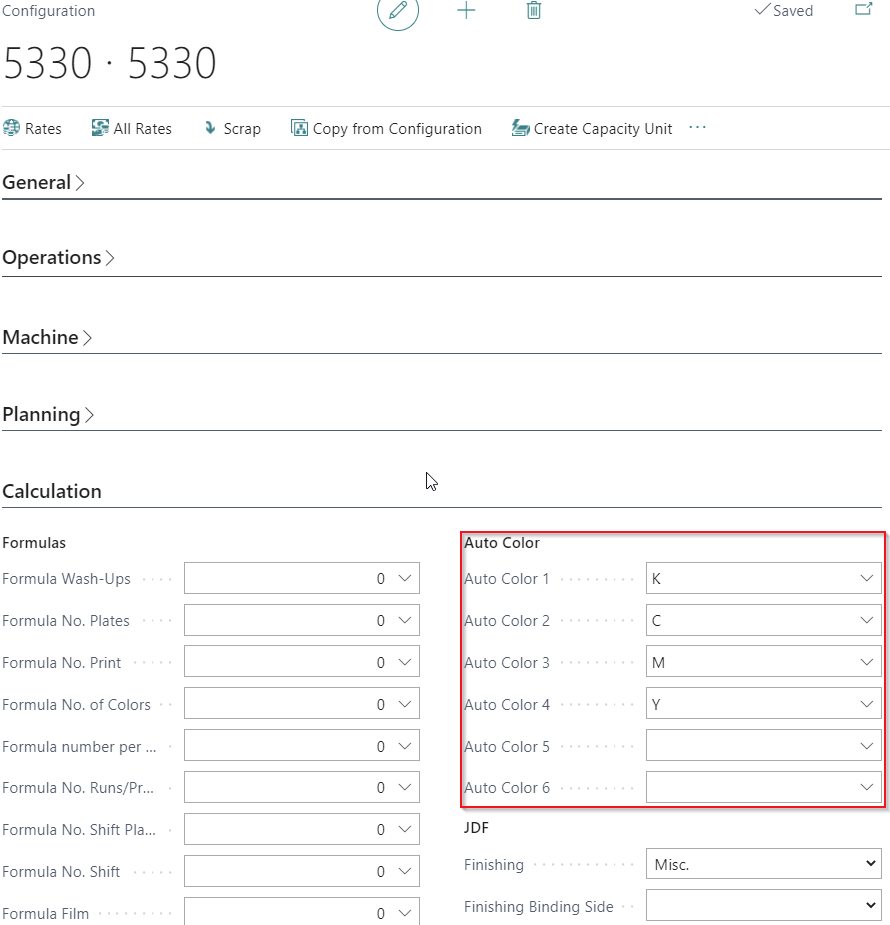 Configuration
Saved
5330 · 5330
Rates
All Rates
Scrap
Copy from Configuration
Create Capacity Unit
···
General
Operations
Machine
Planning
Calculation
Formulas
Formula Wash-Ups 0
Formula No. Plates 0
Formula No. Print 0
Formula No. of Colors 0
Formula number per ... 0
Formula No. Runs/Pr... 0
Formula No. Shift Pla... 0
Formula No. Shift 0
Formula Film 0
Auto Color
Auto Color 1 K
Auto Color 2 C
Auto Color 3 M
Auto Color 4 Y
Auto Color 5
Auto Color 6
JDF
Finishing Misc.
Finishing Binding Side